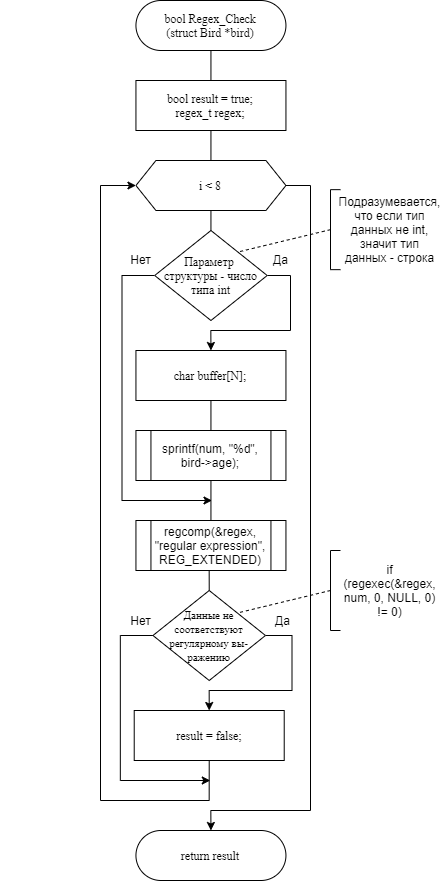 bool Regex_Check
(struct Bird *bird)
bool result = true;
regex_t regex;
i < 8
Подразумевается,
что если тип
данных не int,
значит тип
данных - строка
Нет
Да
Параметр
структуры - число
типа int
char buffer[N];
sprintf(num, "%d",
bird->age);
regcomp(&regex,
"regular expression",
REG_EXTENDED)
if
(regexec(&regex,
num, 0, NULL, 0)
!= 0)
Нет
Да
Данные не
соответствуют
регулярному вы-
ражению
result = false;
return result